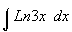 ∫ Ln3x dx